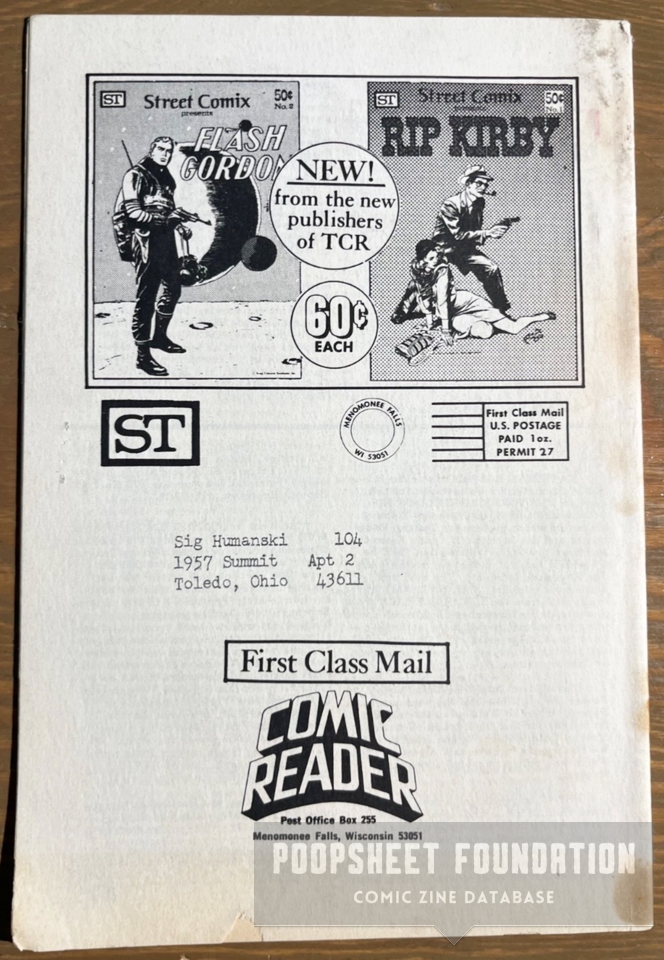 ST Street Comix 50¢
presents No.2
FLASH
GORDON
NEW!
from the new
publishers
of TCR
60¢
EACH
ST Street Comix 50¢
presents No.1
RIP KIRBY
ST
MENOMONEE FALLS
WI 53051
First Class Mail
U.S. POSTAGE
PAID 1oz.
PERMIT 27
Sig Humanski 104
1957 Summit Apt 2
Toledo, Ohio 43611
First Class Mail
COMIC
READER
Post Office Box 255
Menomonee Falls, Wisconsin 53051
POOPSHEET FOUNDATION
COMIC ZINE DATABASE